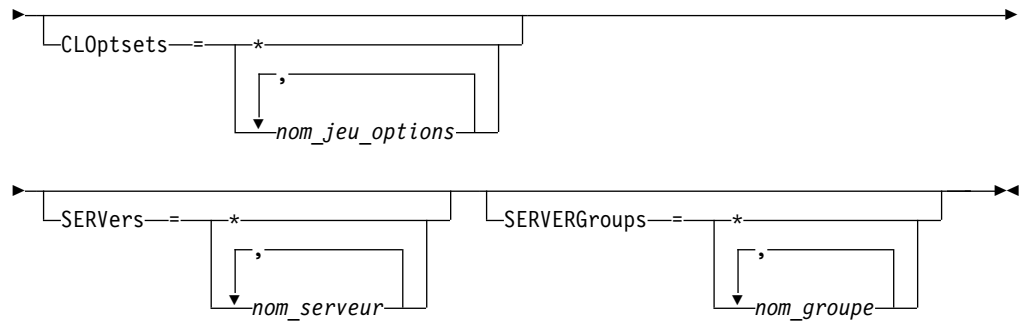 CLOptsets = *
,
nom_jeu_options
SERVers = * SERVERGroups = *
, ,
nom_serveur nom_groupe